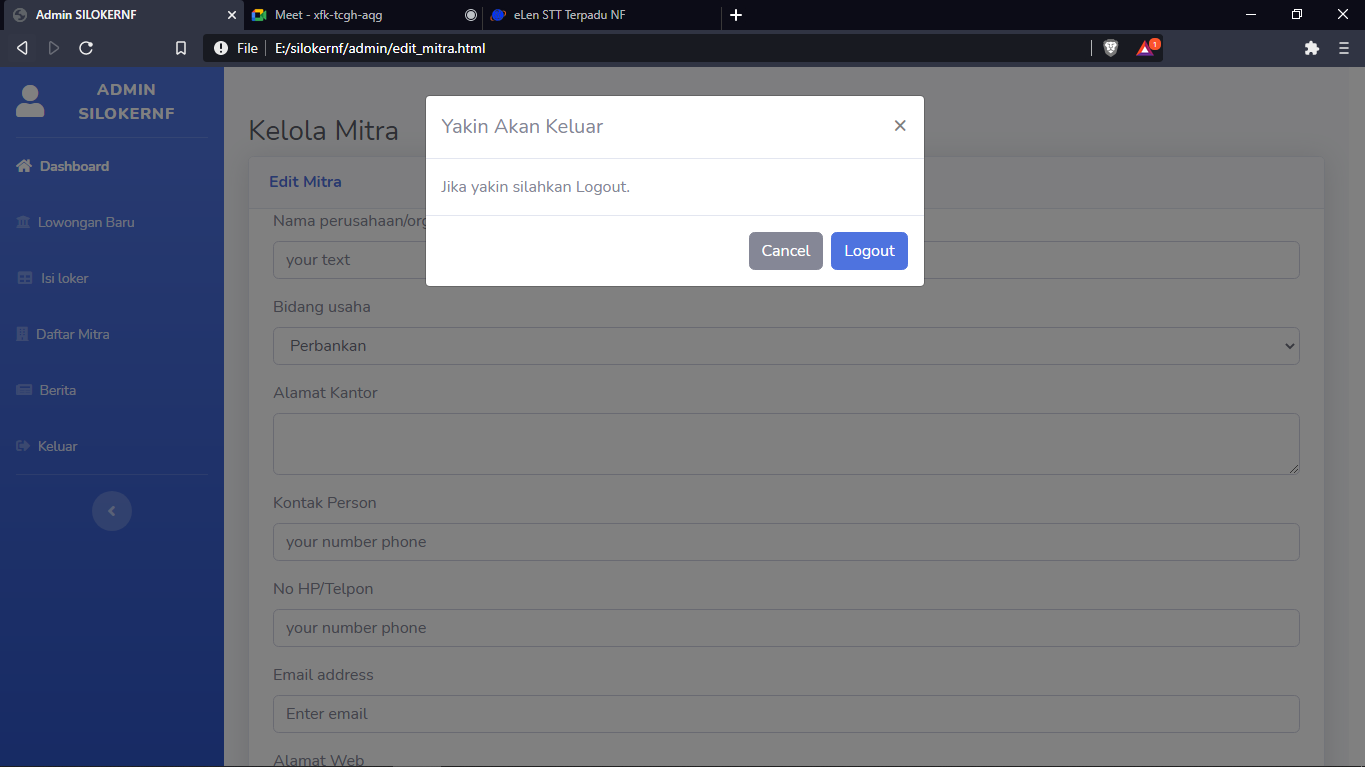 Admin SILOKERNF
Meet - xfk-tcgh-aqg
eLen STT Terpadu NF
File
E:/silokernf/admin/edit_mitra.html
1
ADMIN
SILOKERNF
Dashboard
Lowongan Baru
Isi loker
Daftar Mitra
Berita
Keluar
Kelola Mitra
Yakin Akan Keluar
×
Jika yakin silahkan Logout.
Cancel
Logout
Edit Mitra
Nama perusahaan/org
your text
Bidang usaha
Perbankan
Alamat Kantor
Kontak Person
your number phone
No HP/Telpon
your number phone
Email address
Enter email
Alamat Web